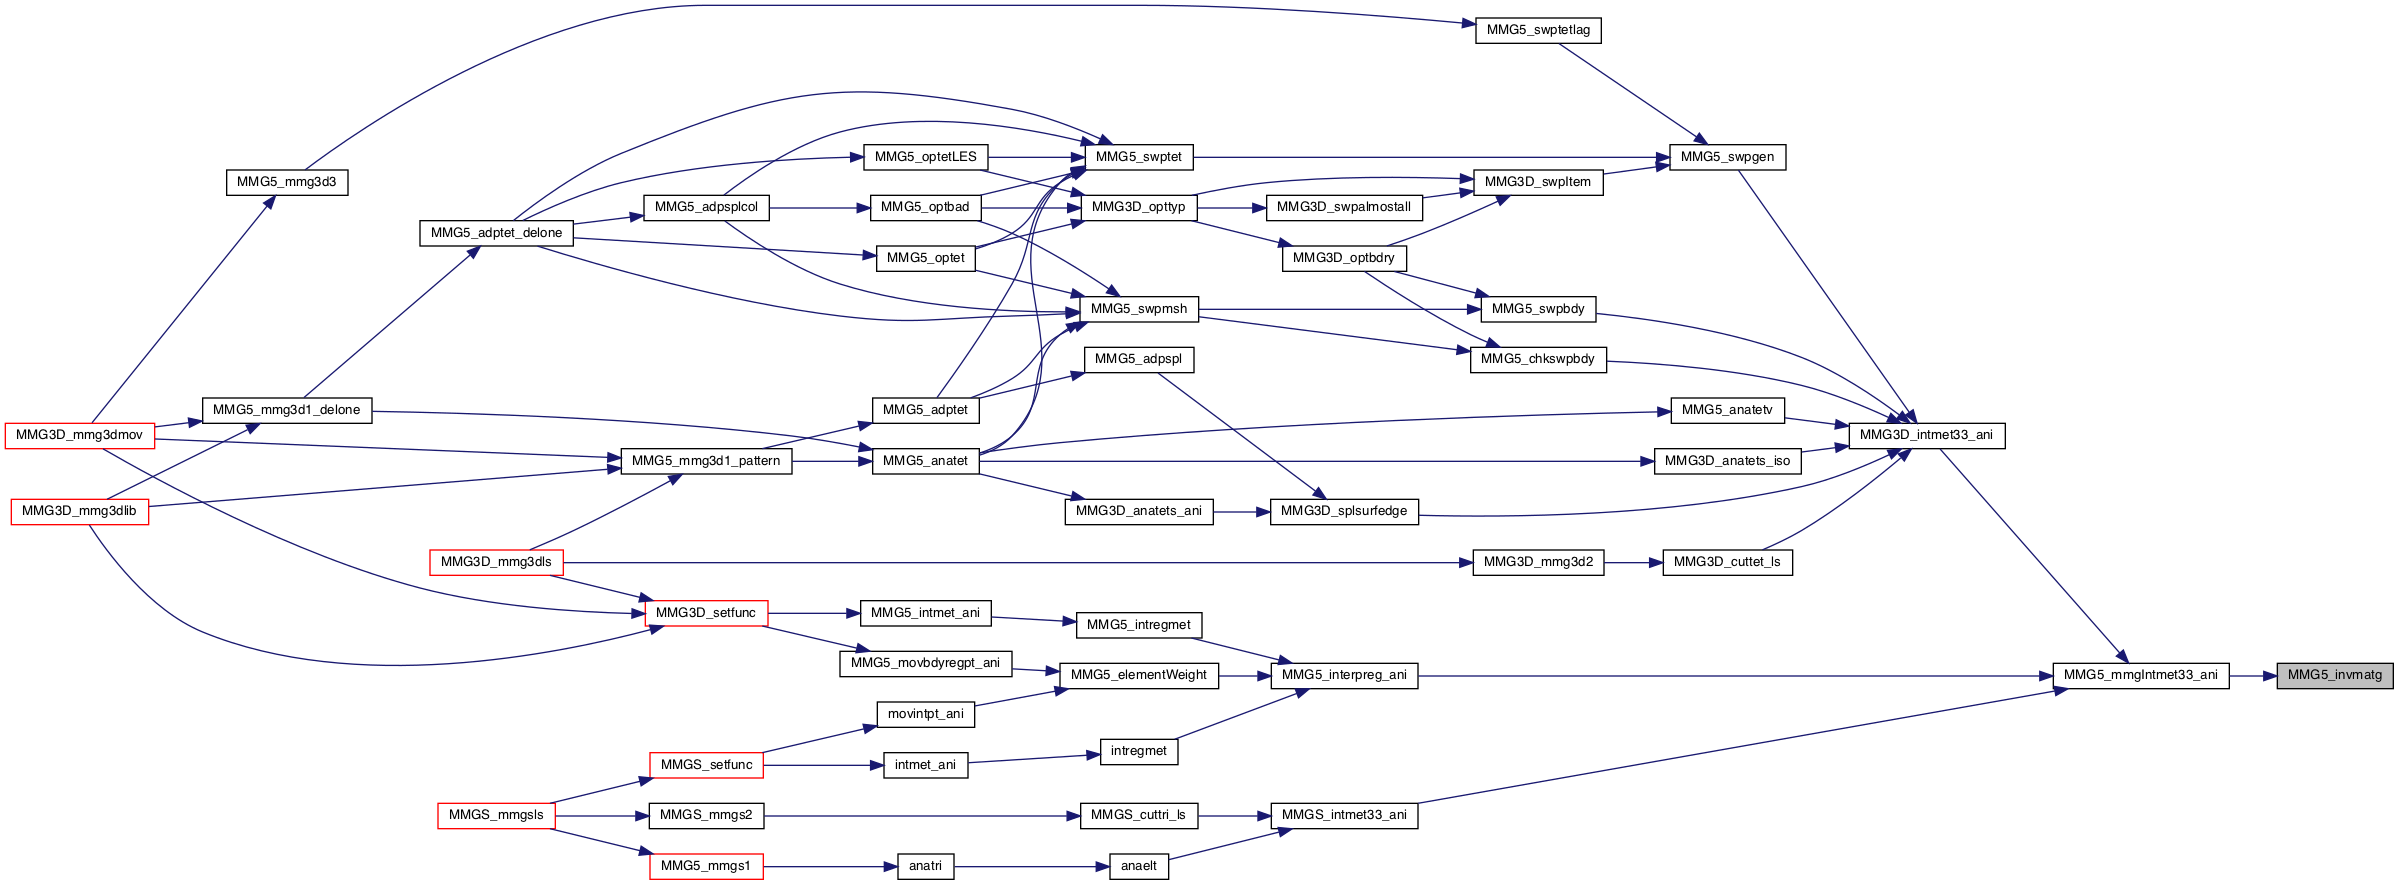 MMG5_swptetlag
MMG5_optetLES
MMG5_swptet
MMG5_swpgen
MMG5_mmg3d3
MMG3D_swpItem
MMG5_adpsplcol
MMG5_optbad
MMG3D_opttyp
MMG3D_swpalmostall
MMG5_adptet_delone
MMG5_optet
MMG3D_optbdry
MMG5_swpmsh
MMG5_swpbdy
MMG5_adpspl
MMG5_chkswpbdy
MMG5_mmg3d1_delone
MMG5_adptet
MMG5_anatetv
MMG3D_mmg3dmov
MMG3D_intmet33_ani
MMG5_mmg3d1_pattern
MMG5_anatet
MMG3D_anatets_iso
MMG3D_mmg3dlib
MMG3D_anatets_ani
MMG3D_splsurfedge
MMG3D_mmg3dls
MMG3D_mmg3d2
MMG3D_cuttet_ls
MMG3D_setfunc
MMG5_intmet_ani
MMG5_intregmet
MMG5_movbdyregpt_ani
MMG5_elementWeight
MMG5_interpreg_ani
MMG5_mmgIntmet33_ani
MMG5_invmatg
movintpt_ani
intregmet
MMGS_setfunc
intmet_ani
MMGS_mmgsls
MMGS_mmgs2
MMGS_cuttri_ls
MMGS_intmet33_ani
MMG5_mmgs1
anatri
anaelt